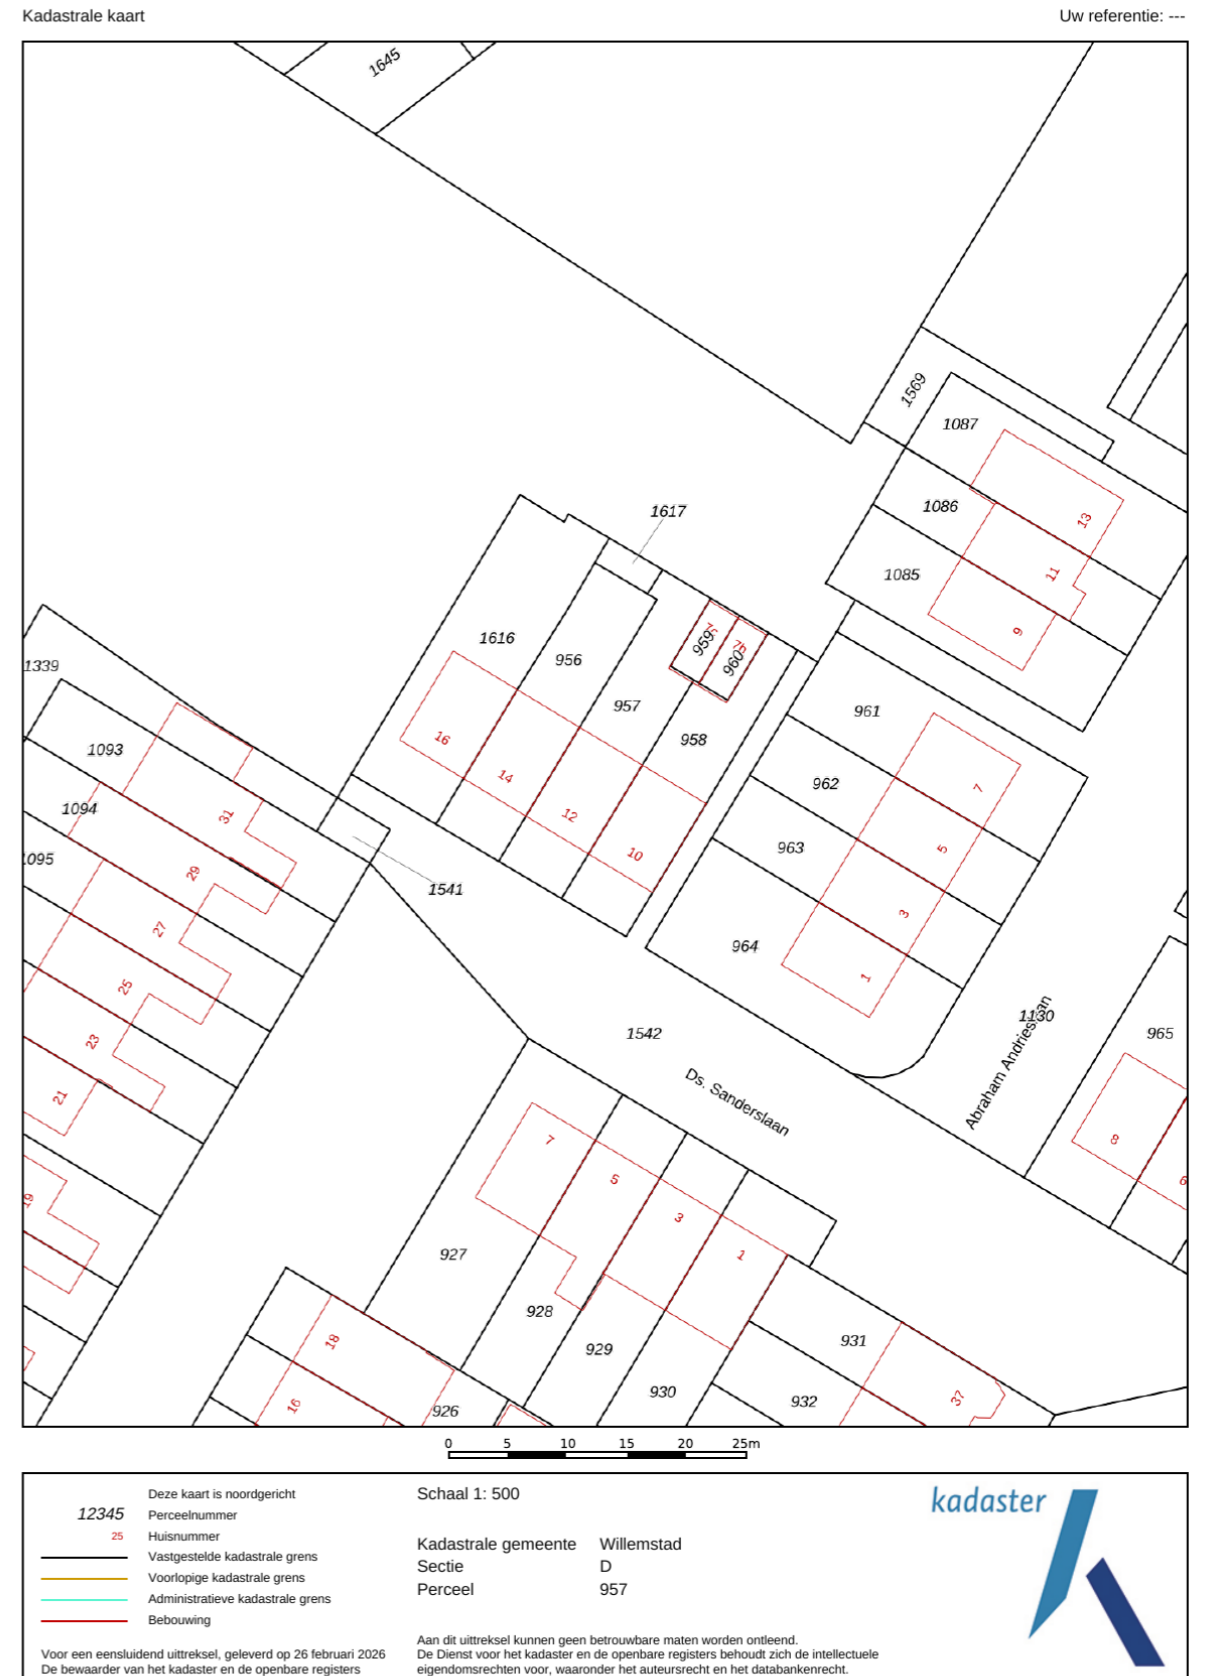 Kadastrale kaart
Uw referentie: ---
1645
1569
1087
1086
1085
13
11
9
1617
1616
956
957
958
959
960
7b
16
14
12
10
1339
1093
1094
31
29
27
25
23
21
19
1541
961
962
963
964
7
5
3
1
1542
Ds. Sanderslaan
1130
Abraham Andrieslaan
965
8
6
7
5
3
1
927
928
929
930
931
932
37
18
16
926
0 5 10 15 20 25m
Deze kaart is noordgericht
12345 Perceelnummer
25 Huisnummer
Vastgestelde kadastrale grens
Voorlopige kadastrale grens
Administratieve kadastrale grens
Bebouwing
Voor een eensluidend uittreksel, geleverd op 26 februari 2026
De bewaarder van het kadaster en de openbare registers
Schaal 1: 500
Kadastrale gemeente Willemstad
Sectie D
Perceel 957
Aan dit uittreksel kunnen geen betrouwbare maten worden ontleend.
De Dienst voor het kadaster en de openbare registers behoudt zich de intellectuele
eigendomsrechten voor, waaronder het auteursrecht en het databankenrecht.
kadaster